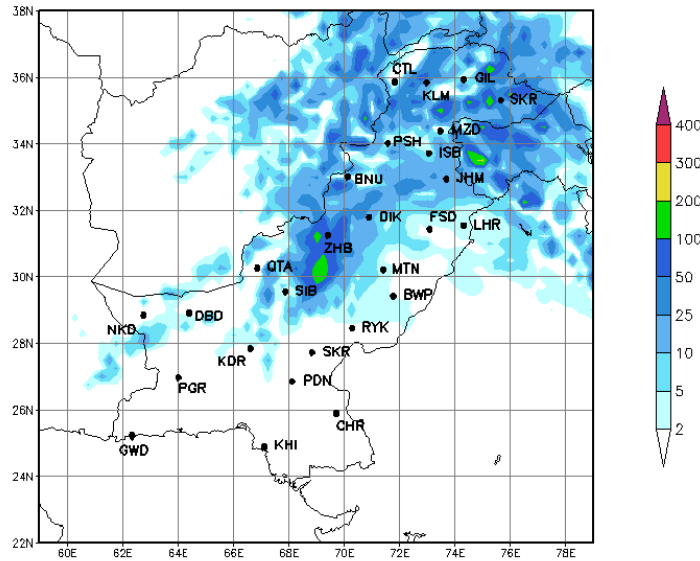 38N
36N
34N
32N
30N
28N
26N
24N
22N
60E 62E 64E 66E 68E 70E 72E 74E 76E 78E
CTL
GIL
KLM
SKR
MZD
PSH
ISB
BNU
JHM
DIK
FSD
LHR
ZHB
QTA
MTN
SIB
BWP
NKD
DBD
RYK
KDR
SKR
PGR
PDN
CHR
GWD
KHI
400
300
200
100
50
25
10
5
2